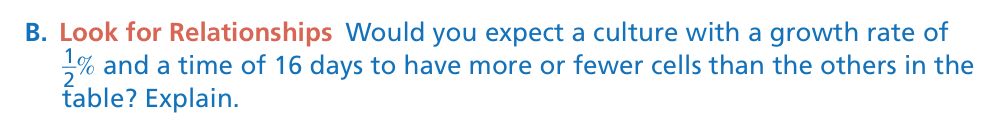 B. Look for Relationships Would you expect a culture with a growth rate of
1/2% and a time of 16 days to have more or fewer cells than the others in the
table? Explain.